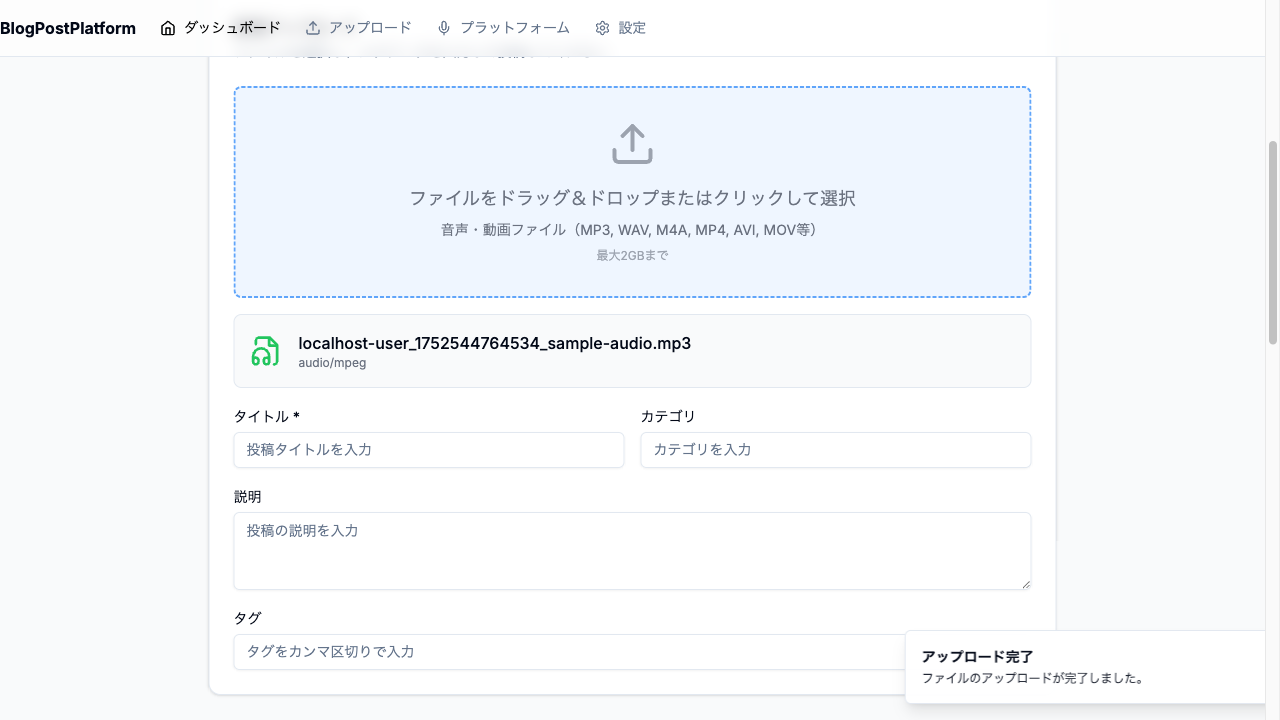 BlogPostPlatform ダッシュボード アップロード プラットフォーム 設定
ファイルをドラッグ＆ドロップまたはクリックして選択
音声・動画ファイル（MP3, WAV, M4A, MP4, AVI, MOV等）
最大2GBまで
localhost-user_1752544764534_sample-audio.mp3
audio/mpeg
タイトル * カテゴリ
投稿タイトルを入力 カテゴリを入力
説明
投稿の説明を入力
タグ
タグをカンマ区切りで入力
アップロード完了
ファイルのアップロードが完了しました。